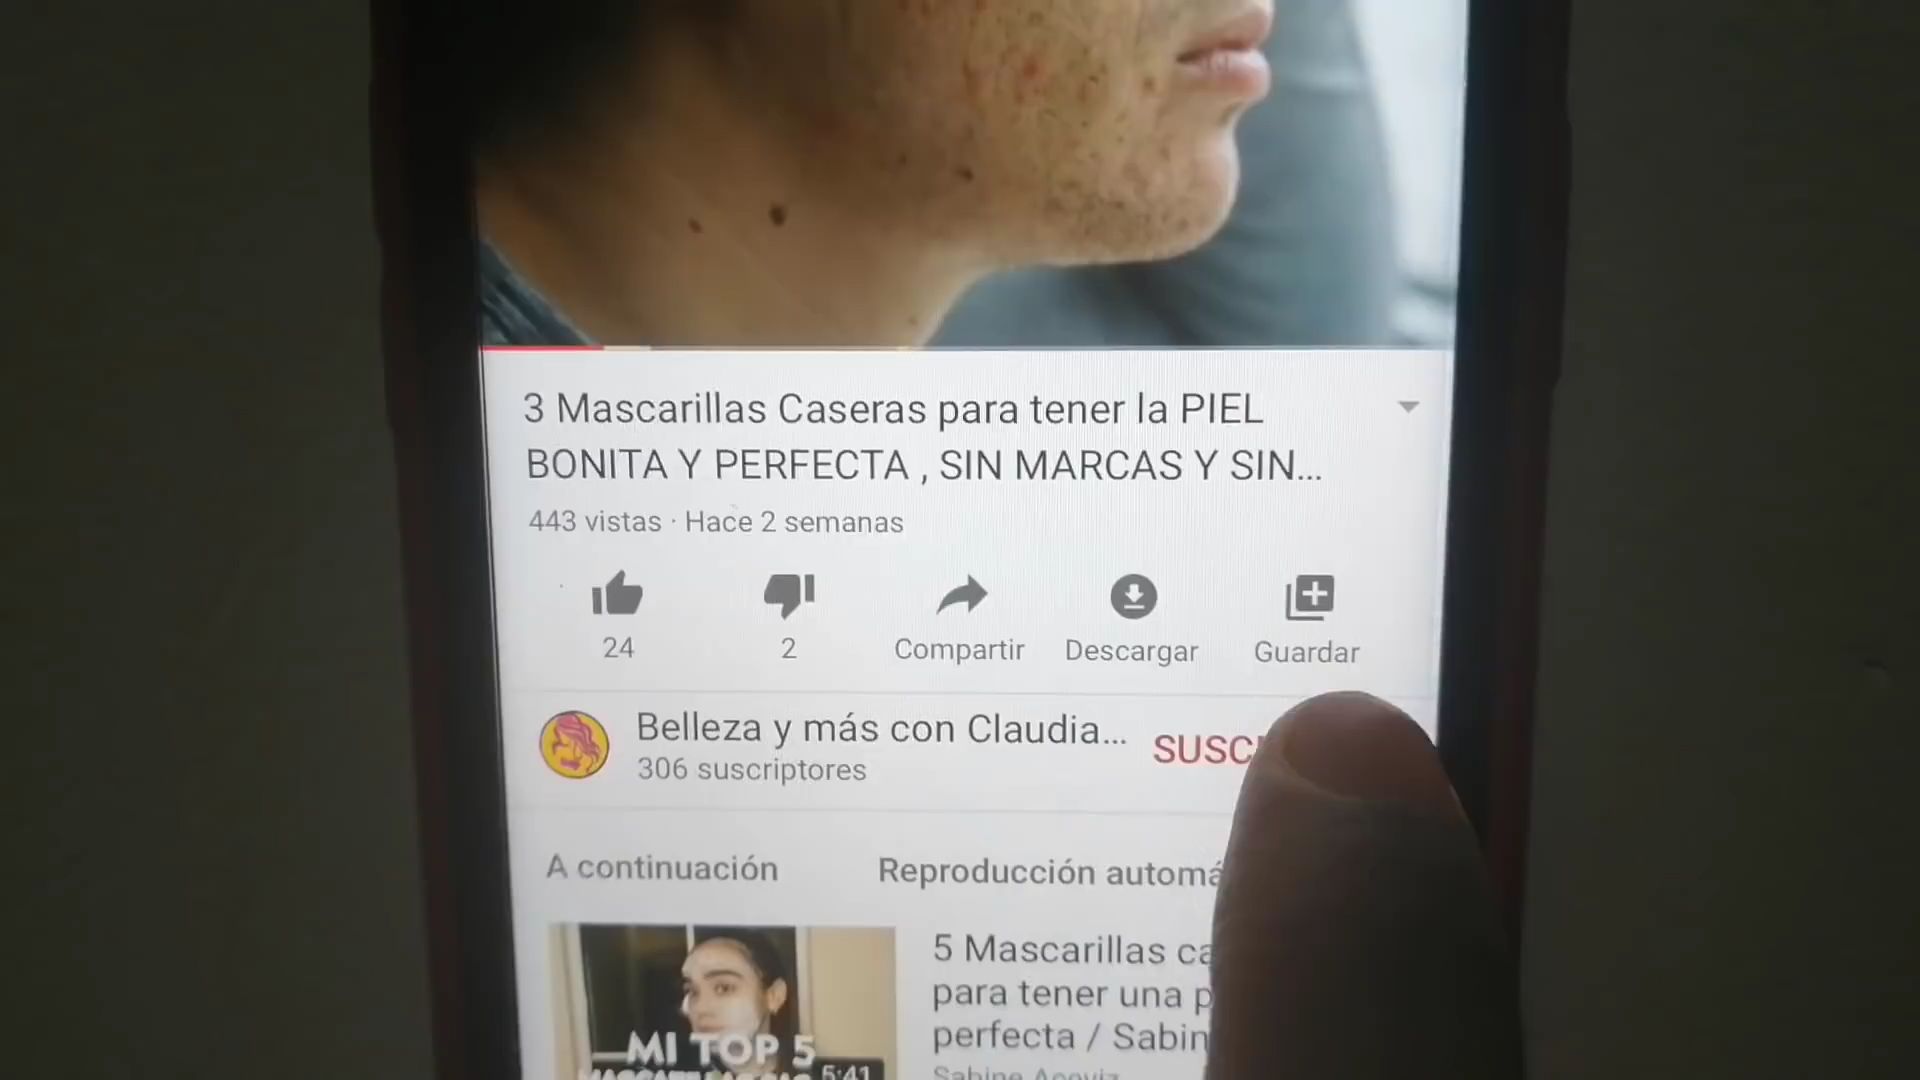 3 Mascarillas Caseras para tener la PIEL
BONITA Y PERFECTA , SIN MARCAS Y SIN...
443 vistas · Hace 2 semanas
24
2
Compartir
Descargar
Guardar
Belleza y más con Claudia...
SUSC
306 suscriptores
A continuación
Reproducción automá
5 Mascarillas ca
para tener una p
perfecta / Sabin
MI TOP 5
5:41